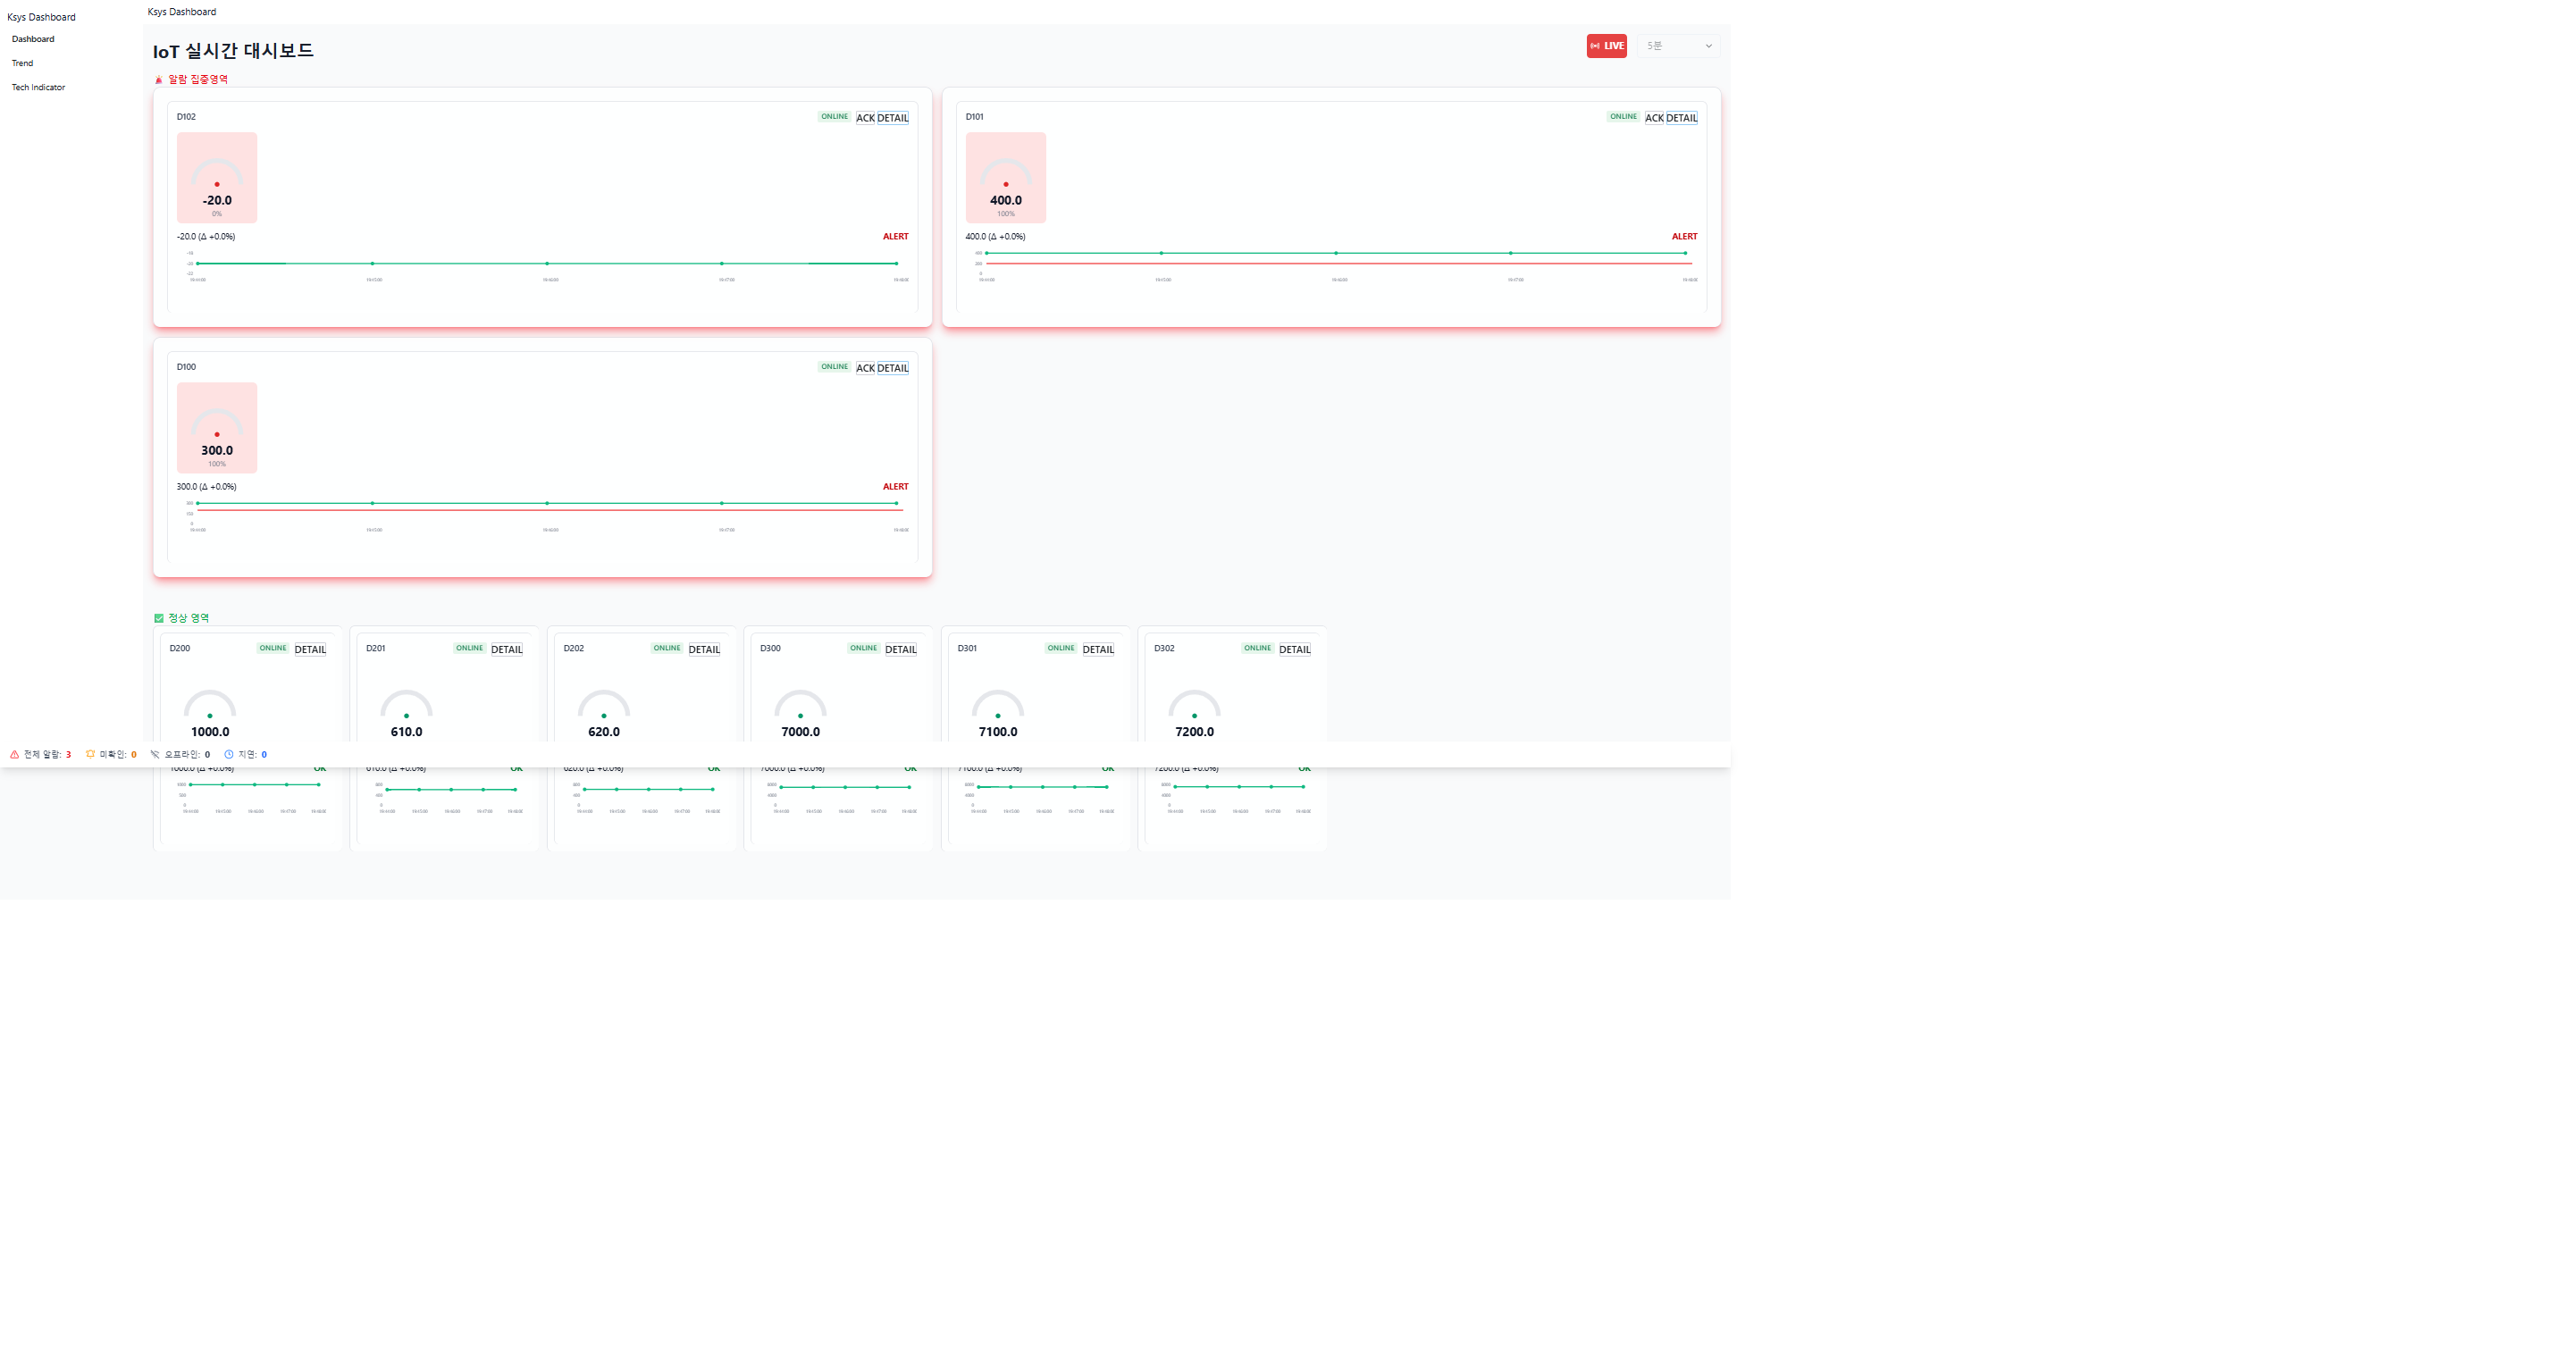 Ksys Dashboard
Dashboard
Trend
Tech Indicator
Ksys Dashboard
IoT 실시간 대시보드
LIVE
5분
알람 집중영역
D102
ONLINE
ACK
DETAIL
-20.0
0%
-20.0 (Δ +0.0%)
ALERT
D101
ONLINE
ACK
DETAIL
400.0
100%
400.0 (Δ +0.0%)
ALERT
D100
ONLINE
ACK
DETAIL
300.0
100%
300.0 (Δ +0.0%)
ALERT
정상 영역
D200
ONLINE
DETAIL
1000.0
1000.0 (Δ +0.0%)
OK
D201
ONLINE
DETAIL
610.0
610.0 (Δ +0.0%)
OK
D202
ONLINE
DETAIL
620.0
620.0 (Δ +0.0%)
OK
D300
ONLINE
DETAIL
7000.0
7000.0 (Δ +0.0%)
OK
D301
ONLINE
DETAIL
7100.0
7100.0 (Δ +0.0%)
OK
D302
ONLINE
DETAIL
7200.0
7200.0 (Δ +0.0%)
OK
전체 알람: 3
미확인: 0
오프라인: 0
지연: 0